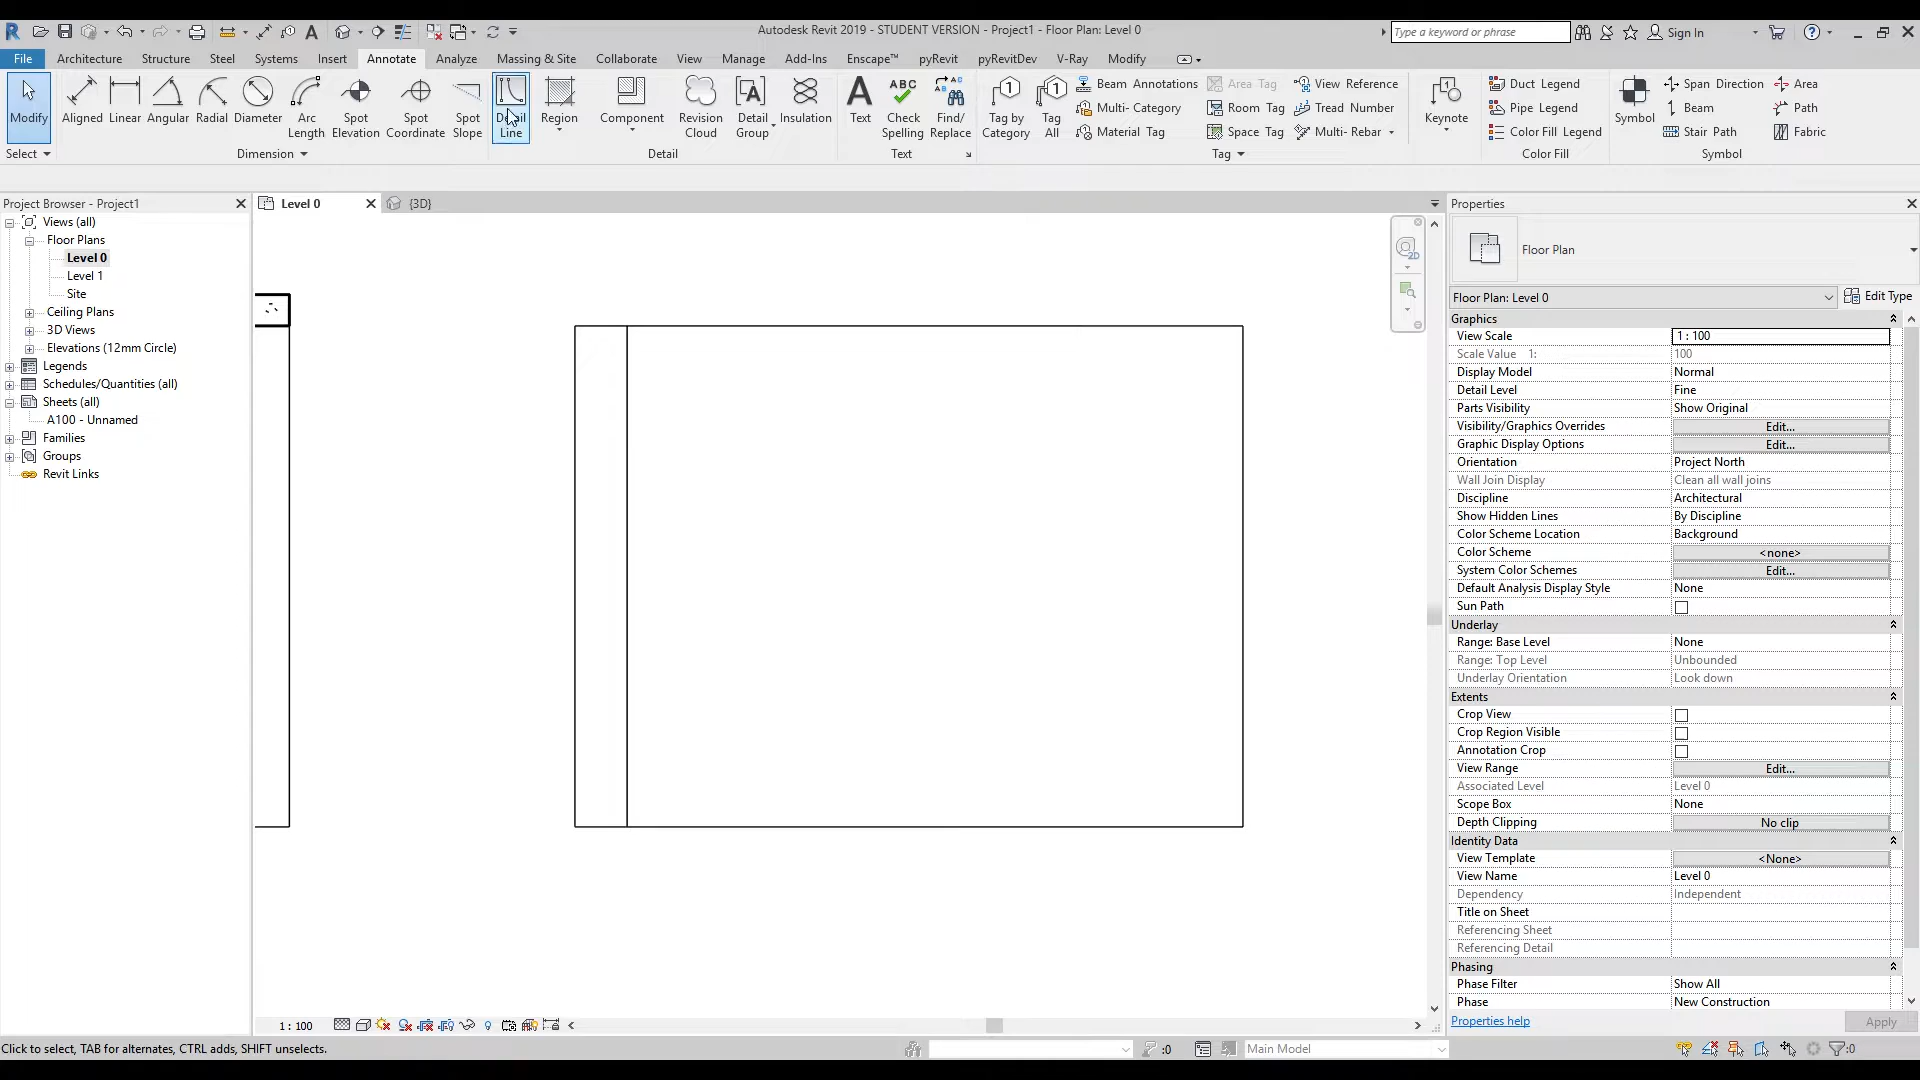 Autodesk Revit 2019 - STUDENT VERSION - Project1 - Floor Plan: Level 0
Type a keyword or phrase
Sign In
File
Architecture
Structure
Steel
Systems
Insert
Annotate
Analyze
Massing & Site
Collaborate
View
Manage
Add-Ins
Enscape™
pyRevit
pyRevitDev
V-Ray
Modify
Modify
Aligned
Linear
Angular
Radial
Diameter
Arc
Length
Spot
Elevation
Spot
Coordinate
Spot
Slope
Detail
Line
Region
Component
Revision
Cloud
Detail
Group
Insulation
Text
ABC
Check
Spelling
Find/
Replace
Tag by
Category
Tag
All
Beam Annotations
Multi- Category
Material Tag
Area Tag
Room Tag
Space Tag
View Reference
Tread Number
Multi-Rebar
Keynote
Duct Legend
Pipe Legend
Color Fill Legend
Symbol
Span Direction
Beam
Stair Path
Area
Path
Fabric
Select
Dimension
Detail
Text
Tag
Color Fill
Symbol
Project Browser - Project1
Views (all)
Floor Plans
Level 0
Level 1
Site
Ceiling Plans
3D Views
Elevations (12mm Circle)
Legends
Schedules/Quantities (all)
Sheets (all)
A100 - Unnamed
Families
Groups
Revit Links
Level 0
{3D}
2D
Properties
Floor Plan
Floor Plan: Level 0
Edit Type
Graphics
View Scale 1 : 100
Scale Value 1: 100
Display Model Normal
Detail Level Fine
Parts Visibility Show Original
Visibility/Graphics Overrides Edit...
Graphic Display Options Edit...
Orientation Project North
Wall Join Display Clean all wall joins
Discipline Architectural
Show Hidden Lines By Discipline
Color Scheme Location Background
Color Scheme <none>
System Color Schemes Edit...
Default Analysis Display Style None
Sun Path
Underlay
Range: Base Level None
Range: Top Level Unbounded
Underlay Orientation Look down
Extents
Crop View
Crop Region Visible
Annotation Crop
View Range Edit...
Associated Level Level 0
Scope Box None
Depth Clipping No clip
Identity Data
View Template <None>
View Name Level 0
Dependency Independent
Title on Sheet
Referencing Sheet
Referencing Detail
Phasing
Phase Filter Show All
Phase New Construction
Properties help
Apply
1 : 100
Click to select, TAB for alternates, CTRL adds, SHIFT unselects.
:0
Main Model
:0